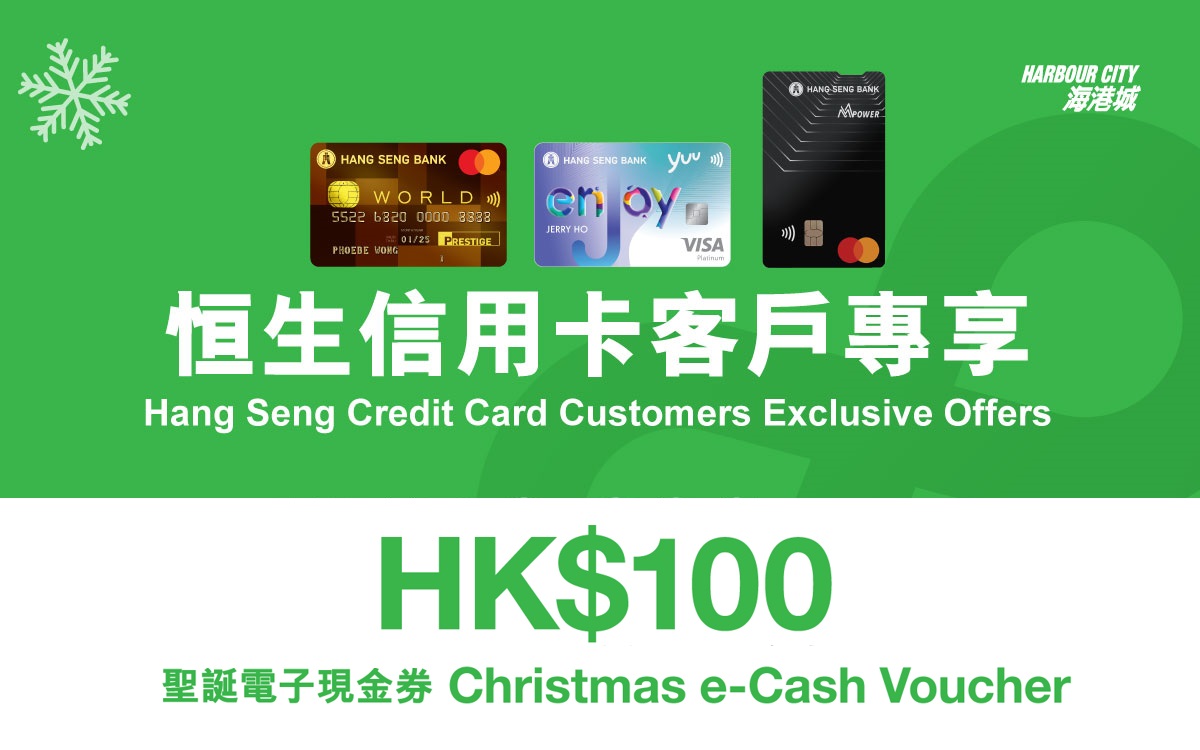 HARBOUR CITY
海港城
HANG SENG BANK
WORLD
5522 6320 0000 8888
01/25 PRESTIGE
PHOEBE WONG
HANG SENG BANK yuu
enJoy
JERRY HO
VISA
Platinum
HANG SENG BANK
MPOWER
恒生信用卡客戶專享
Hang Seng Credit Card Customers Exclusive Offers
HK$100
聖誕電子現金券 Christmas e-Cash Voucher